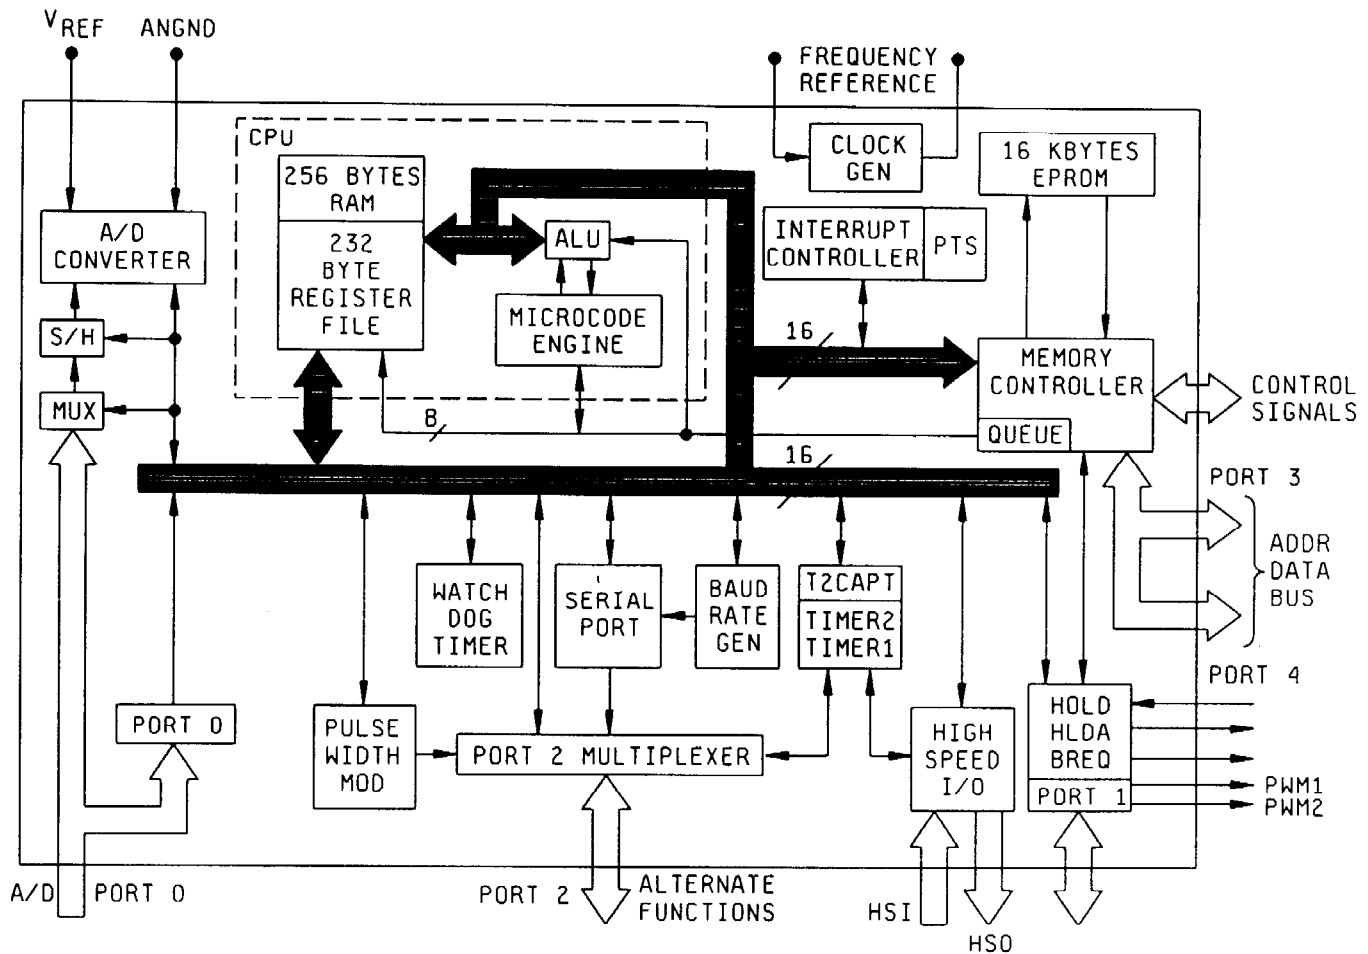 VREF
ANGND
FREQUENCY
REFERENCE
CPU
256 BYTES
RAM
232
BYTE
REGISTER
FILE
ALU
MICROCODE
ENGINE
CLOCK
GEN
16 KBYTES
EPROM
INTERRUPT
CONTROLLER
PTS
A/D
CONVERTER
S/H
MUX
16
MEMORY
CONTROLLER
QUEUE
CONTROL
SIGNALS
8
16
PORT 3
ADDR
DATA
BUS
PORT 4
WATCH
DOG
TIMER
SERIAL
PORT
BAUD
RATE
GEN
T2CAPT
TIMER2
TIMER1
PORT 0
PULSE
WIDTH
MOD
PORT 2 MULTIPLEXER
HIGH
SPEED
I/O
HOLD
HLDA
BREQ
PORT 1
PWM1
PWM2
A/D
PORT 0
PORT 2
ALTERNATE
FUNCTIONS
HSI
HSO